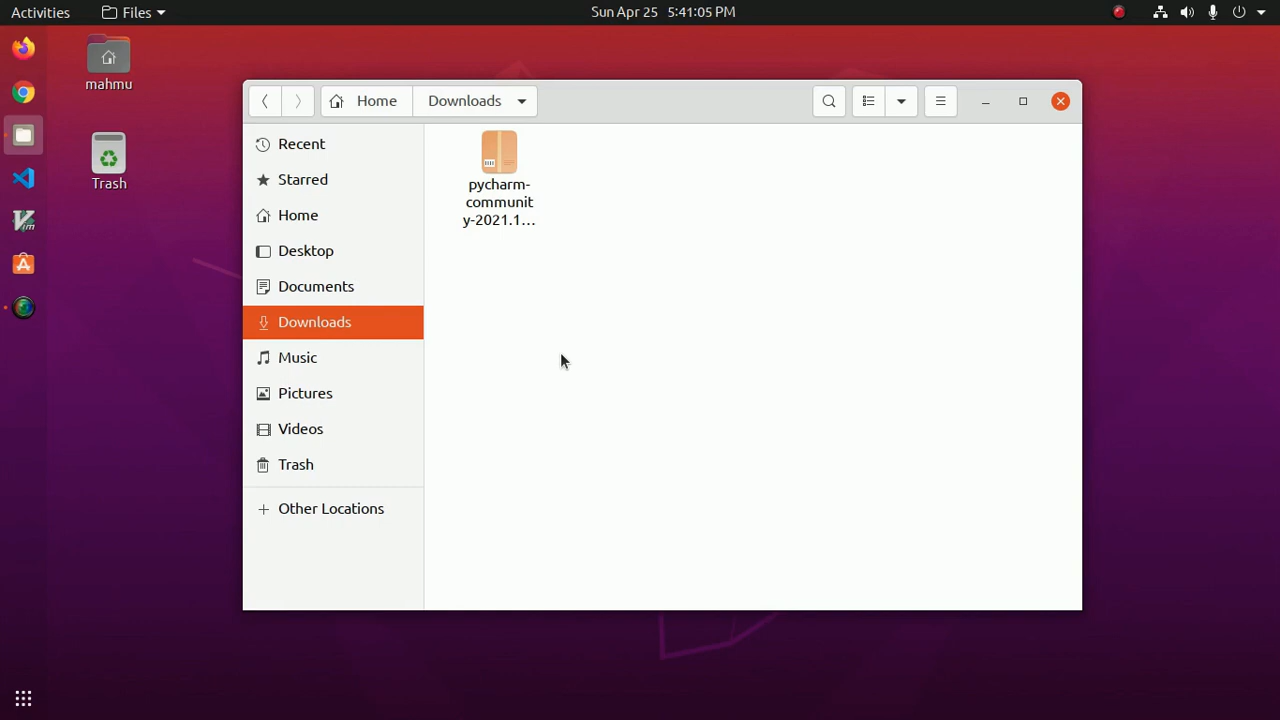 Activities
Files
Sun Apr 25 5:41:05 PM
mahmu
Trash
Home
Downloads
Recent
Starred
Home
Desktop
Documents
Downloads
Music
Pictures
Videos
Trash
Other Locations
pycharm-
communit
y-2021.1...